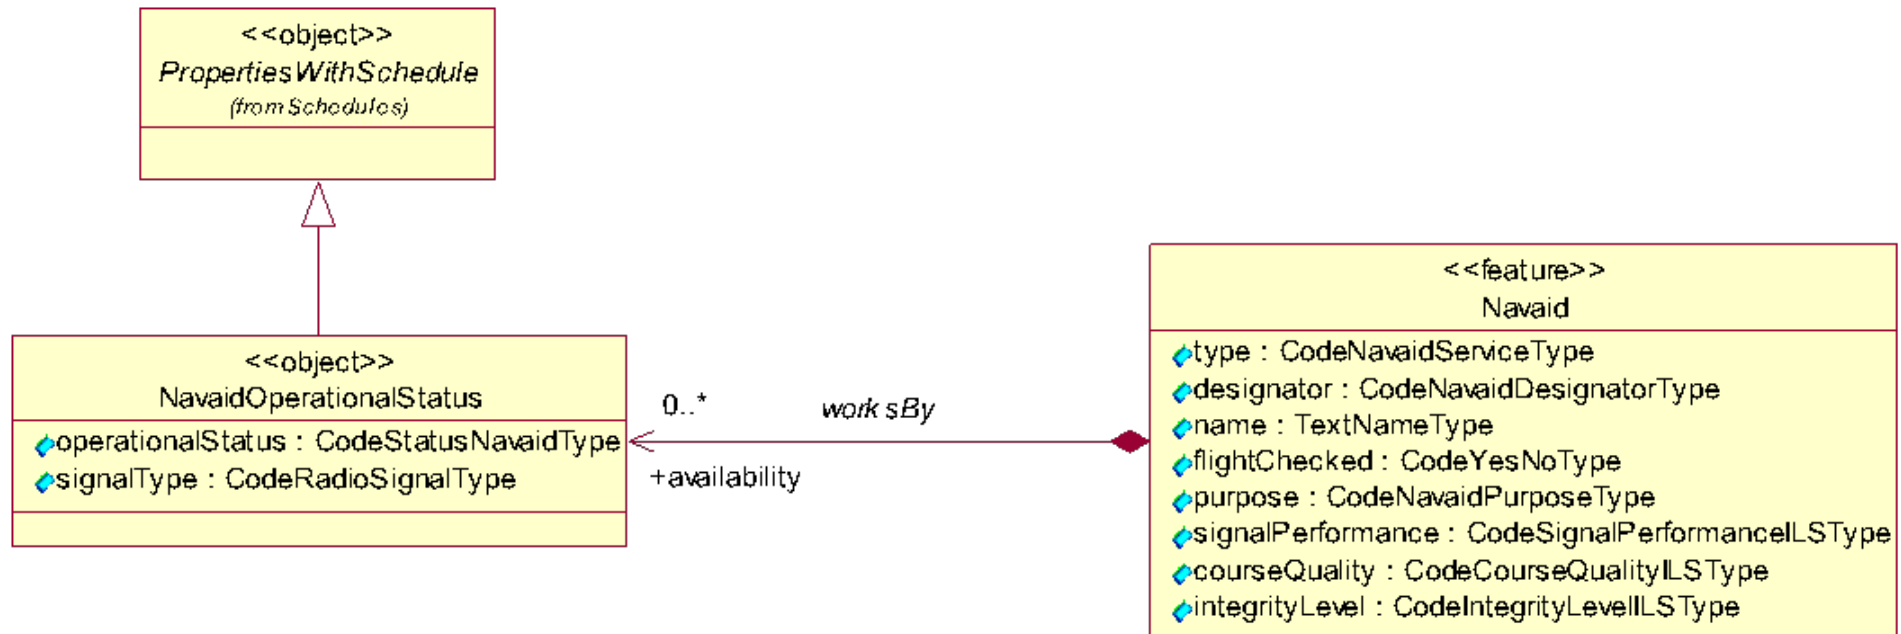 <<object>>
PropertiesWithSchedule
(from Schedules)
<<object>>
NavaidOperationalStatus
operationalStatus : CodeStatusNavaidType
signalType : CodeRadioSignalType
0..*
worksBy
+availability
<<feature>>
Navaid
type : CodeNavaidServiceType
designator : CodeNavaidDesignatorType
name : TextNameType
flightChecked : CodeYesNoType
purpose : CodeNavaidPurposeType
signalPerformance : CodeSignalPerformanceILSType
courseQuality : CodeCourseQualityILSType
integrityLevel : CodeIntegrityLevelILSType